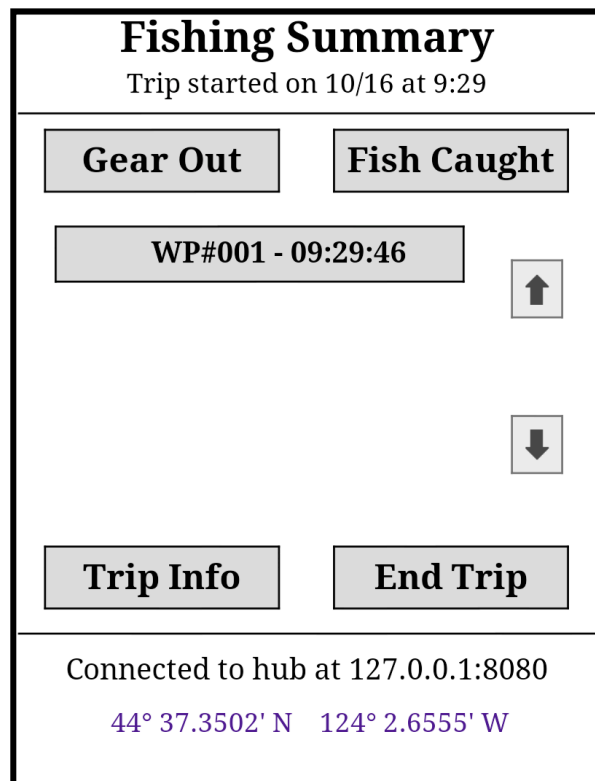 Fishing Summary
Trip started on 10/16 at 9:29
Gear Out
Fish Caught
WP#001 - 09:29:46
Trip Info
End Trip
Connected to hub at 127.0.0.1:8080
44° 37.3502' N 124° 2.6555' W